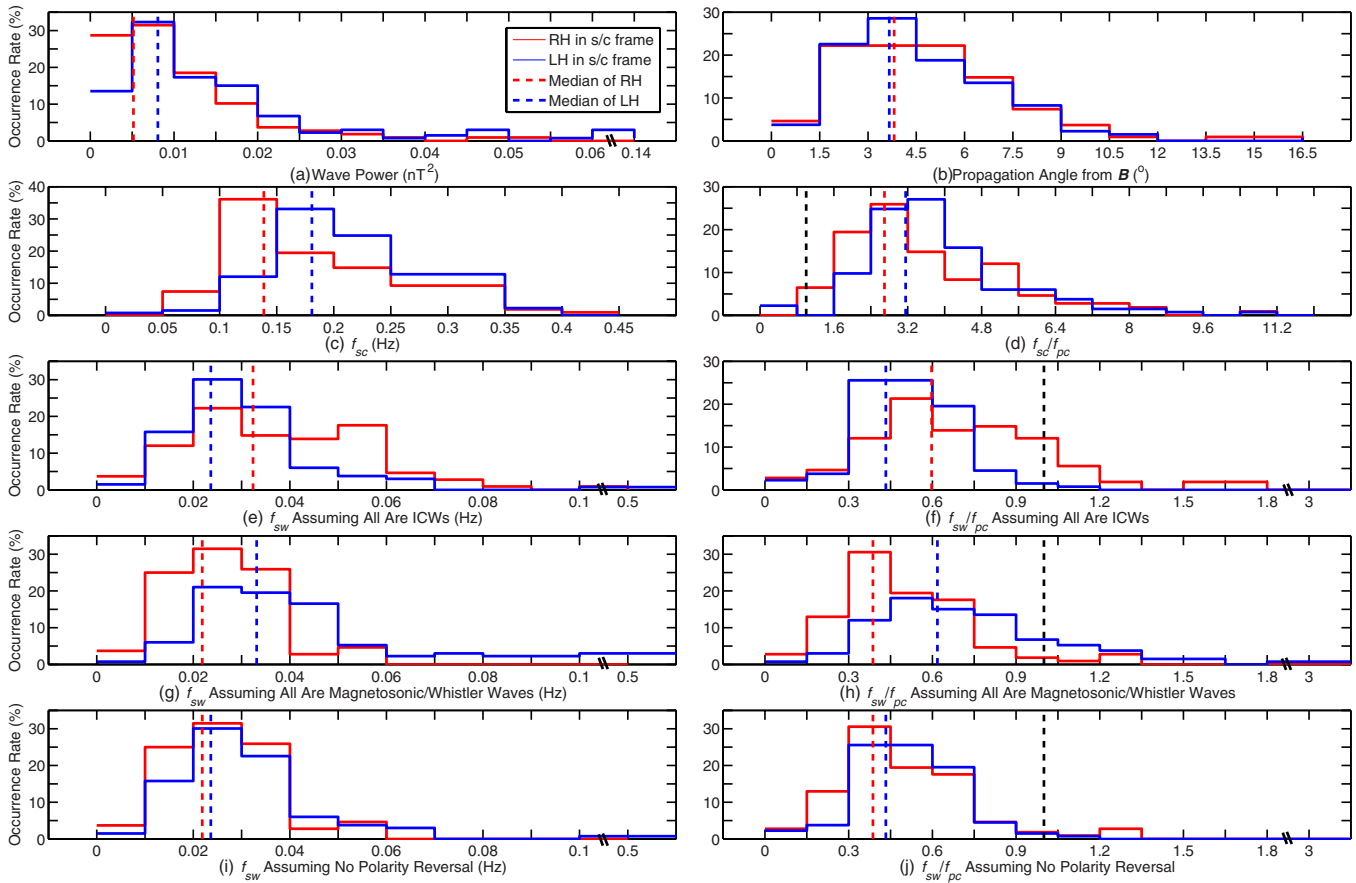 Occurrence Rate (%)
30
20
10
0
0 0.01 0.02 0.03 0.04 0.05 0.06 0.14
(a)Wave Power (nT²)
RH in s/c frame
LH in s/c frame
Median of RH
Median of LH
30
20
10
0
0 1.5 3 4.5 6 7.5 9 10.5 12 13.5 15 16.5
(b)Propagation Angle from B (°)
Occurrence Rate (%)
40
30
20
10
0
0 0.05 0.1 0.15 0.2 0.25 0.3 0.35 0.4 0.45
(c) f_sc (Hz)
30
20
10
0
0 1.6 3.2 4.8 6.4 8 9.6 11.2
(d) f_sc/f_pc
Occurrence Rate (%)
30
20
10
0
0 0.02 0.04 0.06 0.08 0.1 0.5
(e) f_sw Assuming All Are ICWs (Hz)
30
20
10
0
0 0.3 0.6 0.9 1.2 1.5 1.8 3
(f) f_sw/f_pc Assuming All Are ICWs
Occurrence Rate (%)
30
20
10
0
0 0.02 0.04 0.06 0.08 0.1 0.5
(g) f_sw Assuming All Are Magnetosonic/Whistler Waves (Hz)
30
20
10
0
0 0.3 0.6 0.9 1.2 1.5 1.8 3
(h) f_sw/f_pc Assuming All Are Magnetosonic/Whistler Waves
Occurrence Rate (%)
30
20
10
0
0 0.02 0.04 0.06 0.08 0.1 0.5
(i) f_sw Assuming No Polarity Reversal (Hz)
30
20
10
0
0 0.3 0.6 0.9 1.2 1.5 1.8 3
(j) f_sw/f_pc Assuming No Polarity Reversal